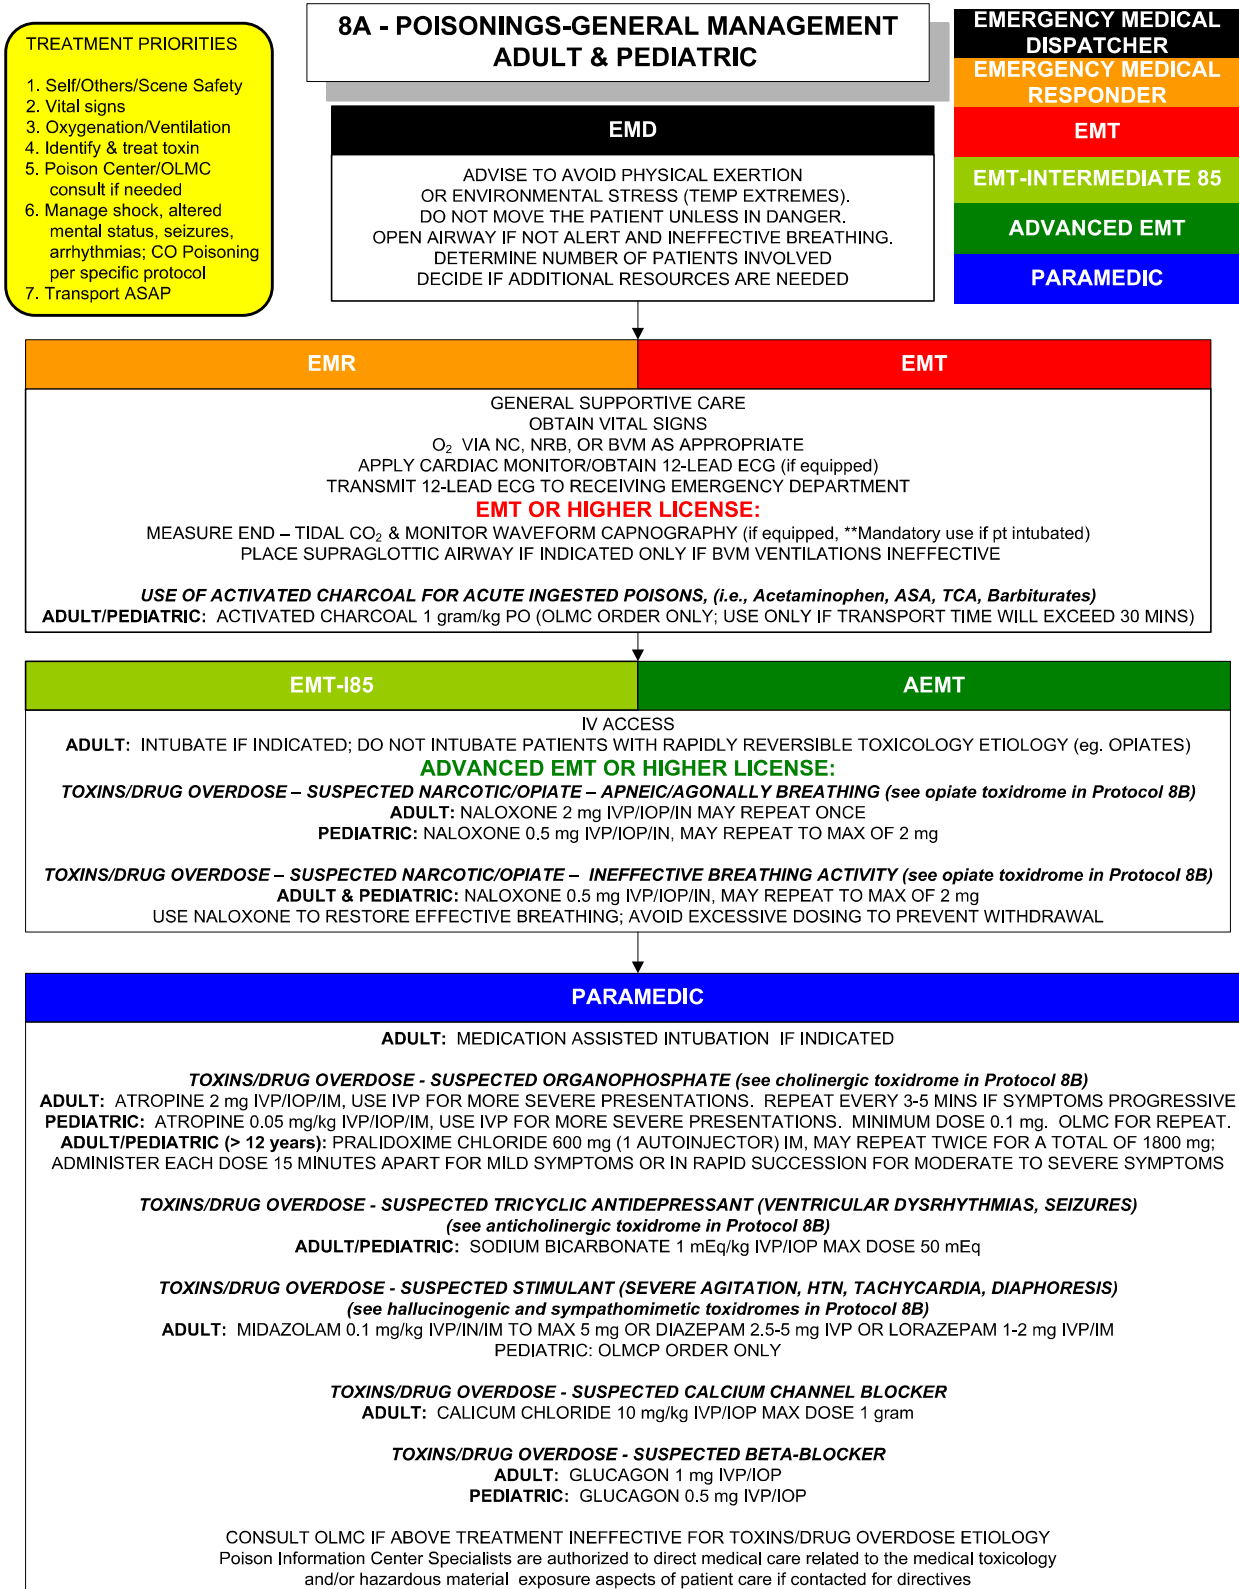 TREATMENT PRIORITIES
1. Self/Others/Scene Safety
2. Vital signs
3. Oxygenation/Ventilation
4. Identify & treat toxin
5. Poison Center/OLMC
consult if needed
6. Manage shock, altered
mental status, seizures,
arrhythmias; CO Poisoning
per specific protocol
7. Transport ASAP
8A - POISONINGS-GENERAL MANAGEMENT
ADULT & PEDIATRIC
EMERGENCY MEDICAL
DISPATCHER
EMERGENCY MEDICAL
RESPONDER
EMT
EMT-INTERMEDIATE 85
ADVANCED EMT
PARAMEDIC
EMD
ADVISE TO AVOID PHYSICAL EXERTION
OR ENVIRONMENTAL STRESS (TEMP EXTREMES).
DO NOT MOVE THE PATIENT UNLESS IN DANGER.
OPEN AIRWAY IF NOT ALERT AND INEFFECTIVE BREATHING.
DETERMINE NUMBER OF PATIENTS INVOLVED
DECIDE IF ADDITIONAL RESOURCES ARE NEEDED
EMR
EMT
GENERAL SUPPORTIVE CARE
OBTAIN VITAL SIGNS
O₂ VIA NC, NRB, OR BVM AS APPROPRIATE
APPLY CARDIAC MONITOR/OBTAIN 12-LEAD ECG (if equipped)
TRANSMIT 12-LEAD ECG TO RECEIVING EMERGENCY DEPARTMENT
EMT OR HIGHER LICENSE:
MEASURE END – TIDAL CO₂ & MONITOR WAVEFORM CAPNOGRAPHY (if equipped, **Mandatory use if pt intubated)
PLACE SUPRAGLOTTIC AIRWAY IF INDICATED ONLY IF BVM VENTILATIONS INEFFECTIVE
USE OF ACTIVATED CHARCOAL FOR ACUTE INGESTED POISONS, (i.e., Acetaminophen, ASA, TCA, Barbiturates)
ADULT/PEDIATRIC: ACTIVATED CHARCOAL 1 gram/kg PO (OLMC ORDER ONLY; USE ONLY IF TRANSPORT TIME WILL EXCEED 30 MINS)
EMT-I85
AEMT
IV ACCESS
ADULT: INTUBATE IF INDICATED; DO NOT INTUBATE PATIENTS WITH RAPIDLY REVERSIBLE TOXICOLOGY ETIOLOGY (eg. OPIATES)
ADVANCED EMT OR HIGHER LICENSE:
TOXINS/DRUG OVERDOSE – SUSPECTED NARCOTIC/OPIATE – APNEIC/AGONALLY BREATHING (see opiate toxidrome in Protocol 8B)
ADULT: NALOXONE 2 mg IVP/IOP/IN MAY REPEAT ONCE
PEDIATRIC: NALOXONE 0.5 mg IVP/IOP/IN, MAY REPEAT TO MAX OF 2 mg
TOXINS/DRUG OVERDOSE – SUSPECTED NARCOTIC/OPIATE – INEFFECTIVE BREATHING ACTIVITY (see opiate toxidrome in Protocol 8B)
ADULT & PEDIATRIC: NALOXONE 0.5 mg IVP/IOP/IN, MAY REPEAT TO MAX OF 2 mg
USE NALOXONE TO RESTORE EFFECTIVE BREATHING; AVOID EXCESSIVE DOSING TO PREVENT WITHDRAWAL
PARAMEDIC
ADULT: MEDICATION ASSISTED INTUBATION IF INDICATED
TOXINS/DRUG OVERDOSE - SUSPECTED ORGANOPHOSPHATE (see cholinergic toxidrome in Protocol 8B)
ADULT: ATROPINE 2 mg IVP/IOP/IM, USE IVP FOR MORE SEVERE PRESENTATIONS. REPEAT EVERY 3-5 MINS IF SYMPTOMS PROGRESSIVE
PEDIATRIC: ATROPINE 0.05 mg/kg IVP/IOP/IM, USE IVP FOR MORE SEVERE PRESENTATIONS. MINIMUM DOSE 0.1 mg. OLMC FOR REPEAT.
ADULT/PEDIATRIC (> 12 years): PRALIDOXIME CHLORIDE 600 mg (1 AUTOINJECTOR) IM, MAY REPEAT TWICE FOR A TOTAL OF 1800 mg;
ADMINISTER EACH DOSE 15 MINUTES APART FOR MILD SYMPTOMS OR IN RAPID SUCCESSION FOR MODERATE TO SEVERE SYMPTOMS
TOXINS/DRUG OVERDOSE - SUSPECTED TRICYCLIC ANTIDEPRESSANT (VENTRICULAR DYSRHYTHMIAS, SEIZURES)
(see anticholinergic toxidrome in Protocol 8B)
ADULT/PEDIATRIC: SODIUM BICARBONATE 1 mEq/kg IVP/IOP MAX DOSE 50 mEq
TOXINS/DRUG OVERDOSE - SUSPECTED STIMULANT (SEVERE AGITATION, HTN, TACHYCARDIA, DIAPHORESIS)
(see hallucinogenic and sympathomimetic toxidromes in Protocol 8B)
ADULT: MIDAZOLAM 0.1 mg/kg IVP/IN/IM TO MAX 5 mg OR DIAZEPAM 2.5-5 mg IVP OR LORAZEPAM 1-2 mg IVP/IM
PEDIATRIC: OLMCP ORDER ONLY
TOXINS/DRUG OVERDOSE - SUSPECTED CALCIUM CHANNEL BLOCKER
ADULT: CALICUM CHLORIDE 10 mg/kg IVP/IOP MAX DOSE 1 gram
TOXINS/DRUG OVERDOSE - SUSPECTED BETA-BLOCKER
ADULT: GLUCAGON 1 mg IVP/IOP
PEDIATRIC: GLUCAGON 0.5 mg IVP/IOP
CONSULT OLMC IF ABOVE TREATMENT INEFFECTIVE FOR TOXINS/DRUG OVERDOSE ETIOLOGY
Poison Information Center Specialists are authorized to direct medical care related to the medical toxicology
and/or hazardous material exposure aspects of patient care if contacted for directives